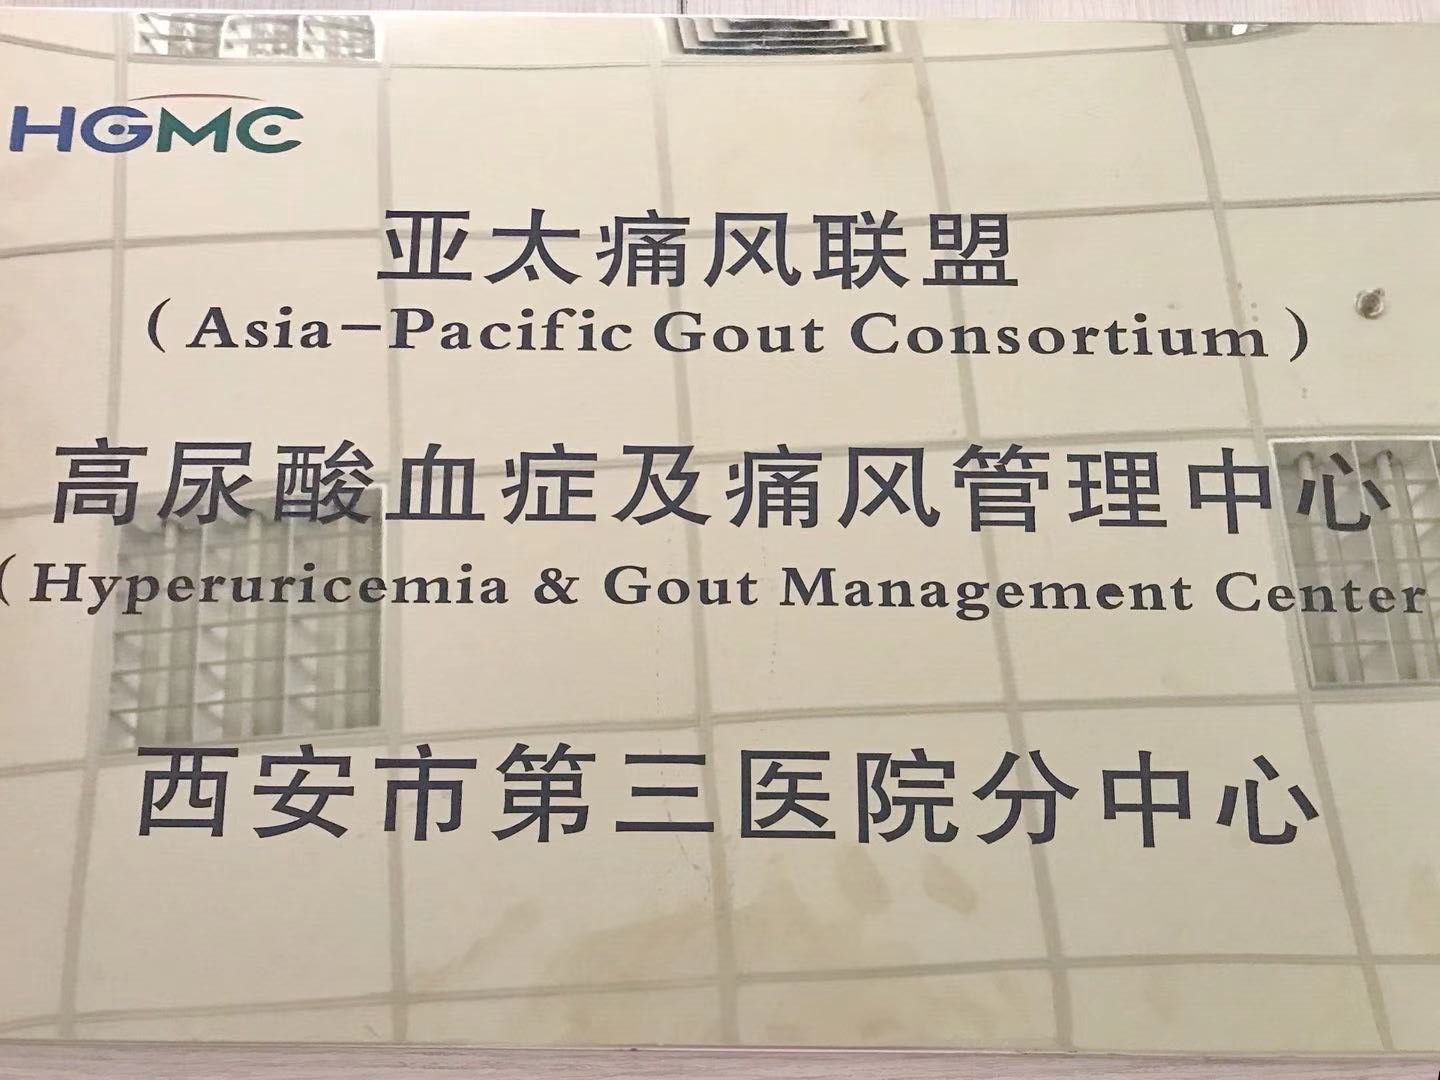 HGMC
亚太痛风联盟
（Asia-Pacific Gout Consortium）
高尿酸血症及痛风管理中心
（Hyperuricemia & Gout Management Center
西安市第三医院分中心